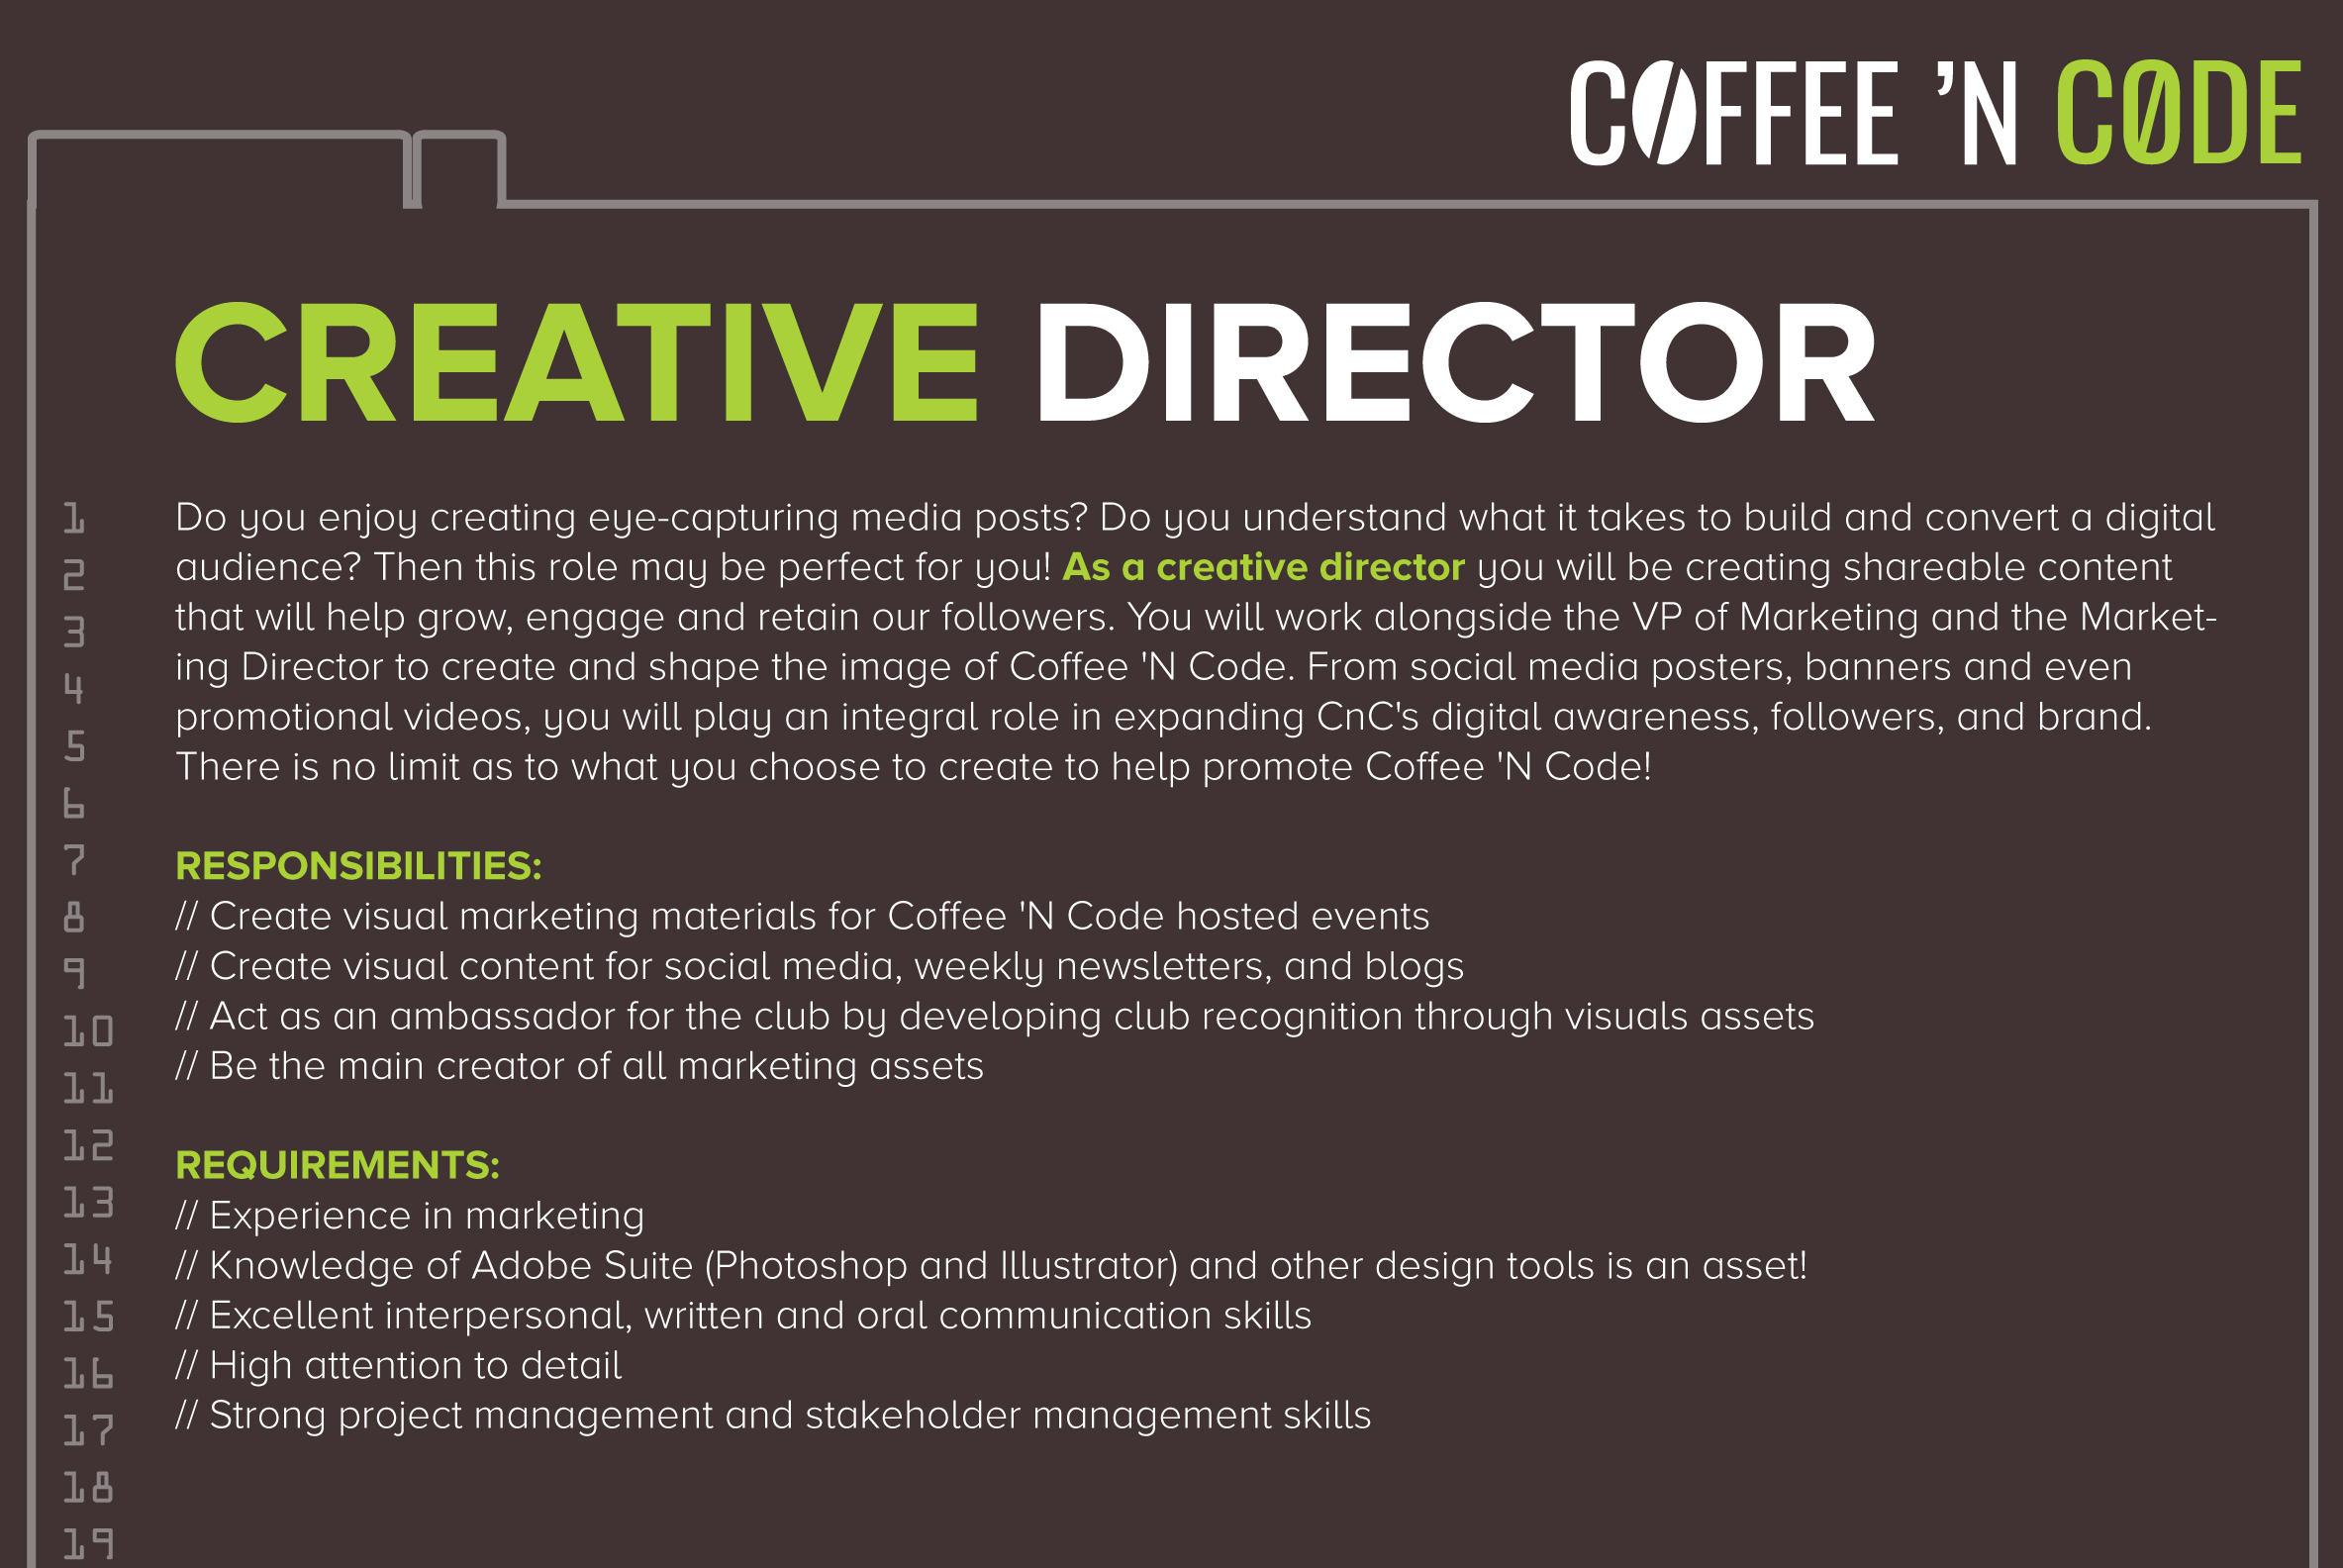 COFFEE 'N CODE
CREATIVE DIRECTOR
1
2
3
4
5
6
7
8
9
10
11
12
13
14
15
16
17
18
19
Do you enjoy creating eye-capturing media posts? Do you understand what it takes to build and convert a digital
audience? Then this role may be perfect for you! As a creative director you will be creating shareable content
that will help grow, engage and retain our followers. You will work alongside the VP of Marketing and the Market-
ing Director to create and shape the image of Coffee 'N Code. From social media posters, banners and even
promotional videos, you will play an integral role in expanding CnC's digital awareness, followers, and brand.
There is no limit as to what you choose to create to help promote Coffee 'N Code!
RESPONSIBILITIES:
// Create visual marketing materials for Coffee 'N Code hosted events
// Create visual content for social media, weekly newsletters, and blogs
// Act as an ambassador for the club by developing club recognition through visuals assets
// Be the main creator of all marketing assets
REQUIREMENTS:
// Experience in marketing
// Knowledge of Adobe Suite (Photoshop and Illustrator) and other design tools is an asset!
// Excellent interpersonal, written and oral communication skills
// High attention to detail
// Strong project management and stakeholder management skills